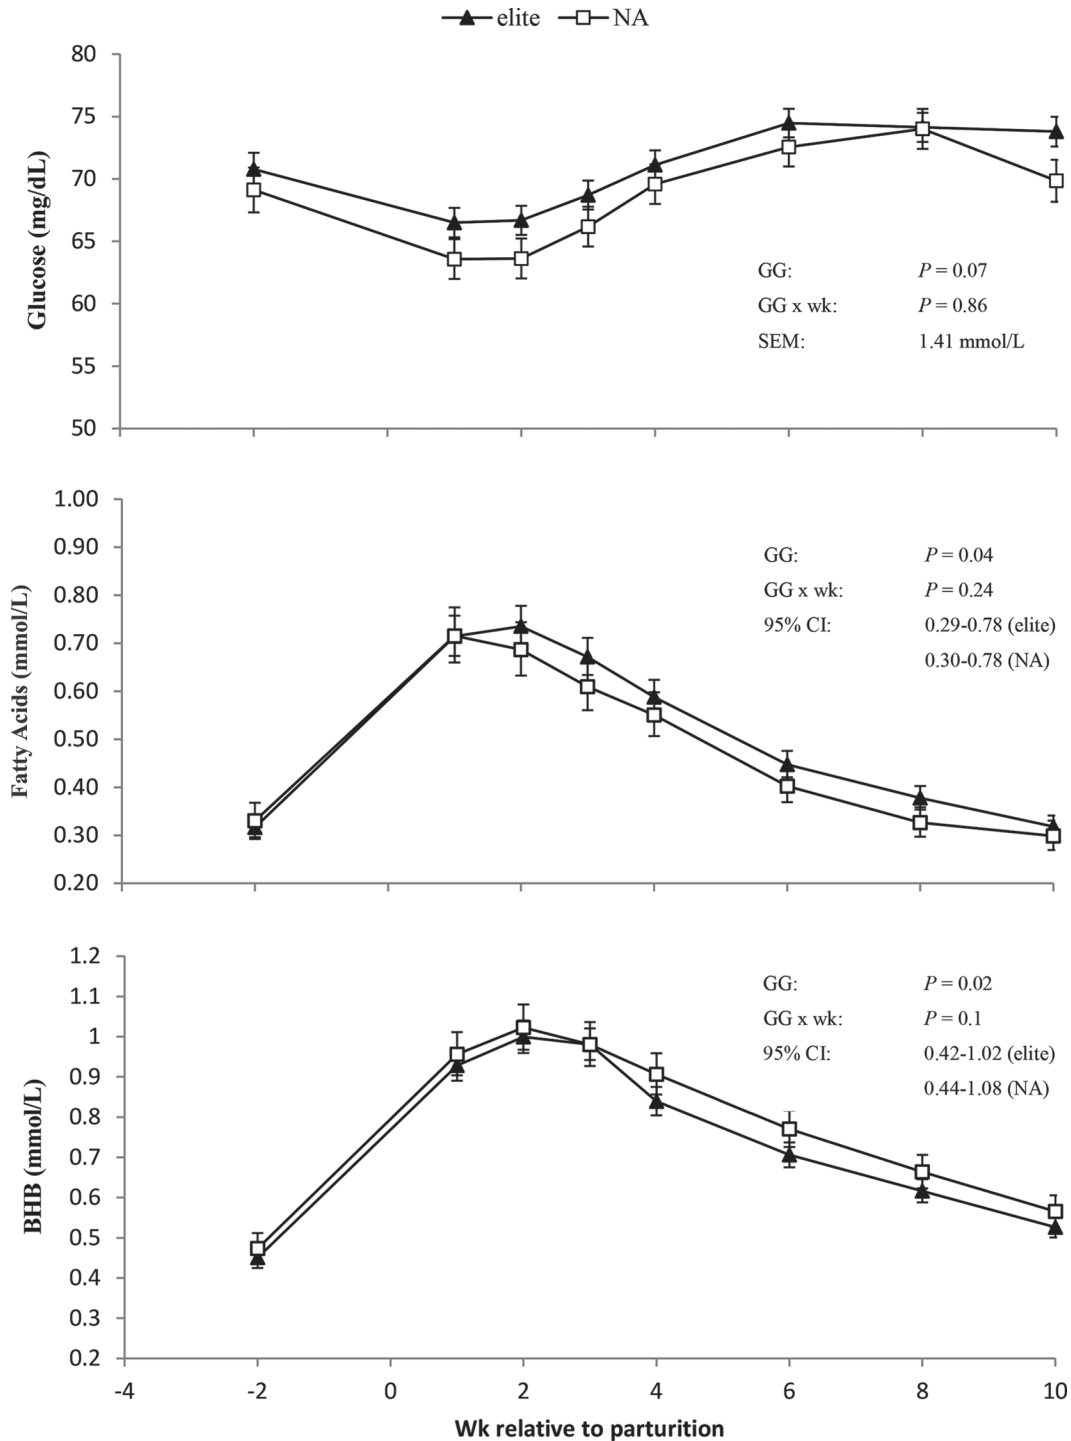 elite NA
80
75
70
65
60
55
50
Glucose (mg/dL)
GG: P = 0.07
GG x wk: P = 0.86
SEM: 1.41 mmol/L
1.00
0.90
0.80
0.70
0.60
0.50
0.40
0.30
0.20
Fatty Acids (mmol/L)
GG: P = 0.04
GG x wk: P = 0.24
95% CI: 0.29-0.78 (elite)
0.30-0.78 (NA)
1.2
1.1
1
0.9
0.8
0.7
0.6
0.5
0.4
0.3
0.2
BHB (mmol/L)
GG: P = 0.02
GG x wk: P = 0.1
95% CI: 0.42-1.02 (elite)
0.44-1.08 (NA)
-4 -2 0 2 4 6 8 10
Wk relative to parturition